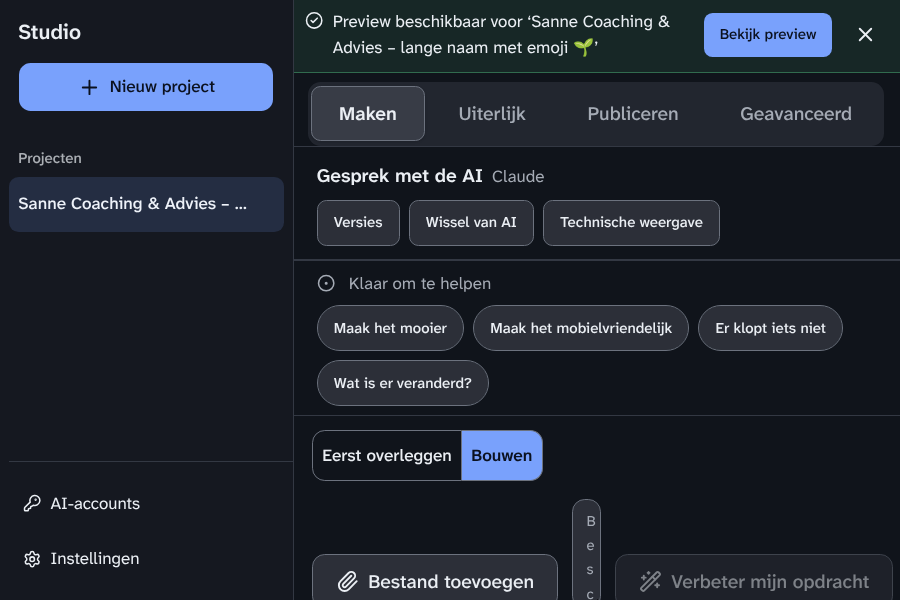 Studio
Nieuw project
Projecten
Sanne Coaching & Advies – ...
AI-accounts
Instellingen
Preview beschikbaar voor ‘Sanne Coaching &
Advies – lange naam met emoji 🌱’
Bekijk preview
Maken
Uiterlijk
Publiceren
Geavanceerd
Gesprek met de AI Claude
Versies
Wissel van AI
Technische weergave
Klaar om te helpen
Maak het mooier
Maak het mobielvriendelijk
Er klopt iets niet
Wat is er veranderd?
Eerst overleggen
Bouwen
Bestand toevoegen
B
e
s
c
Verbeter mijn opdracht